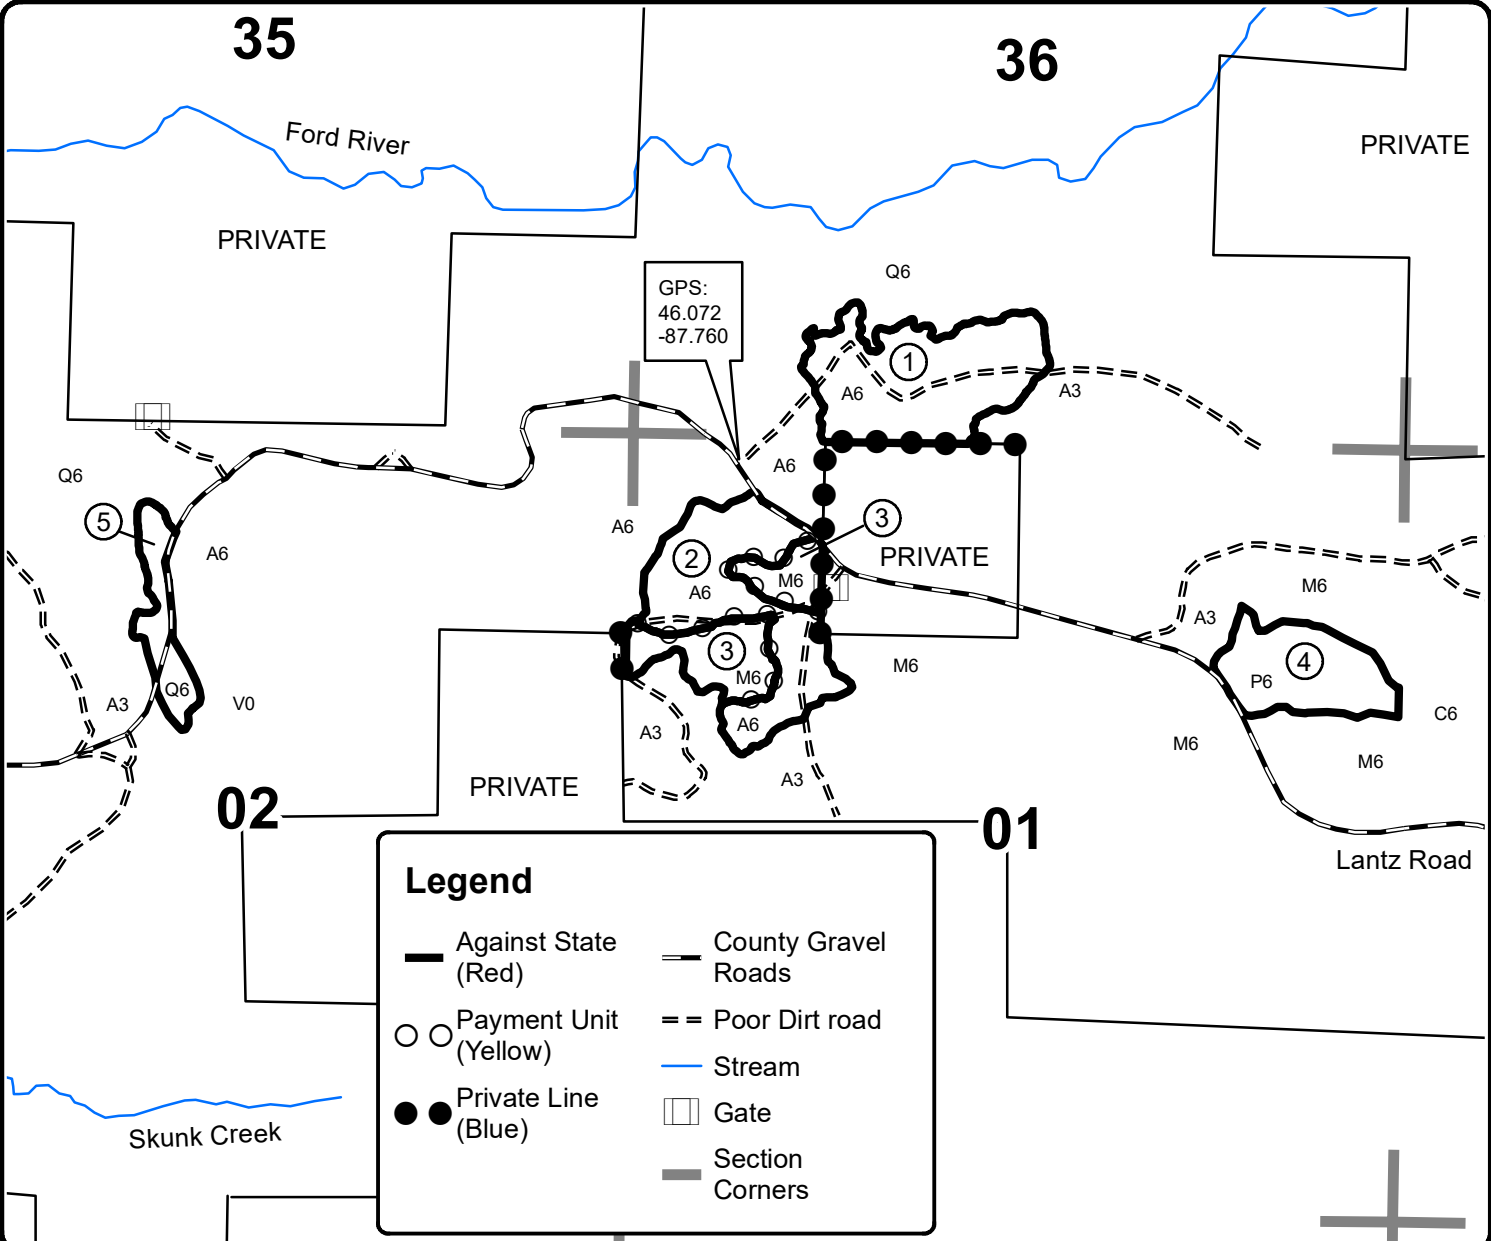 35
36
Ford River
PRIVATE
PRIVATE
Q6
GPS:
46.072
-87.760
1
A6
A3
Q6
A6
5
A6
A6
3
2
PRIVATE
M6
A6
M6
A3
3
4
M6
M6
P6
A3
Q6
V0
A6
A3
C6
M6
M6
A3
PRIVATE
02
01
Lantz Road
Legend
Against State
(Red)
Payment Unit
(Yellow)
Private Line
(Blue)
County Gravel
Roads
Poor Dirt road
Stream
Gate
Section
Corners
Skunk Creek